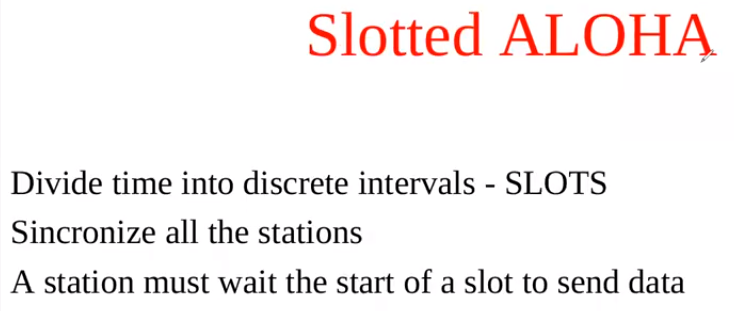 Slotted ALOHA
Divide time into discrete intervals - SLOTS
Sincronize all the stations
A station must wait the start of a slot to send data